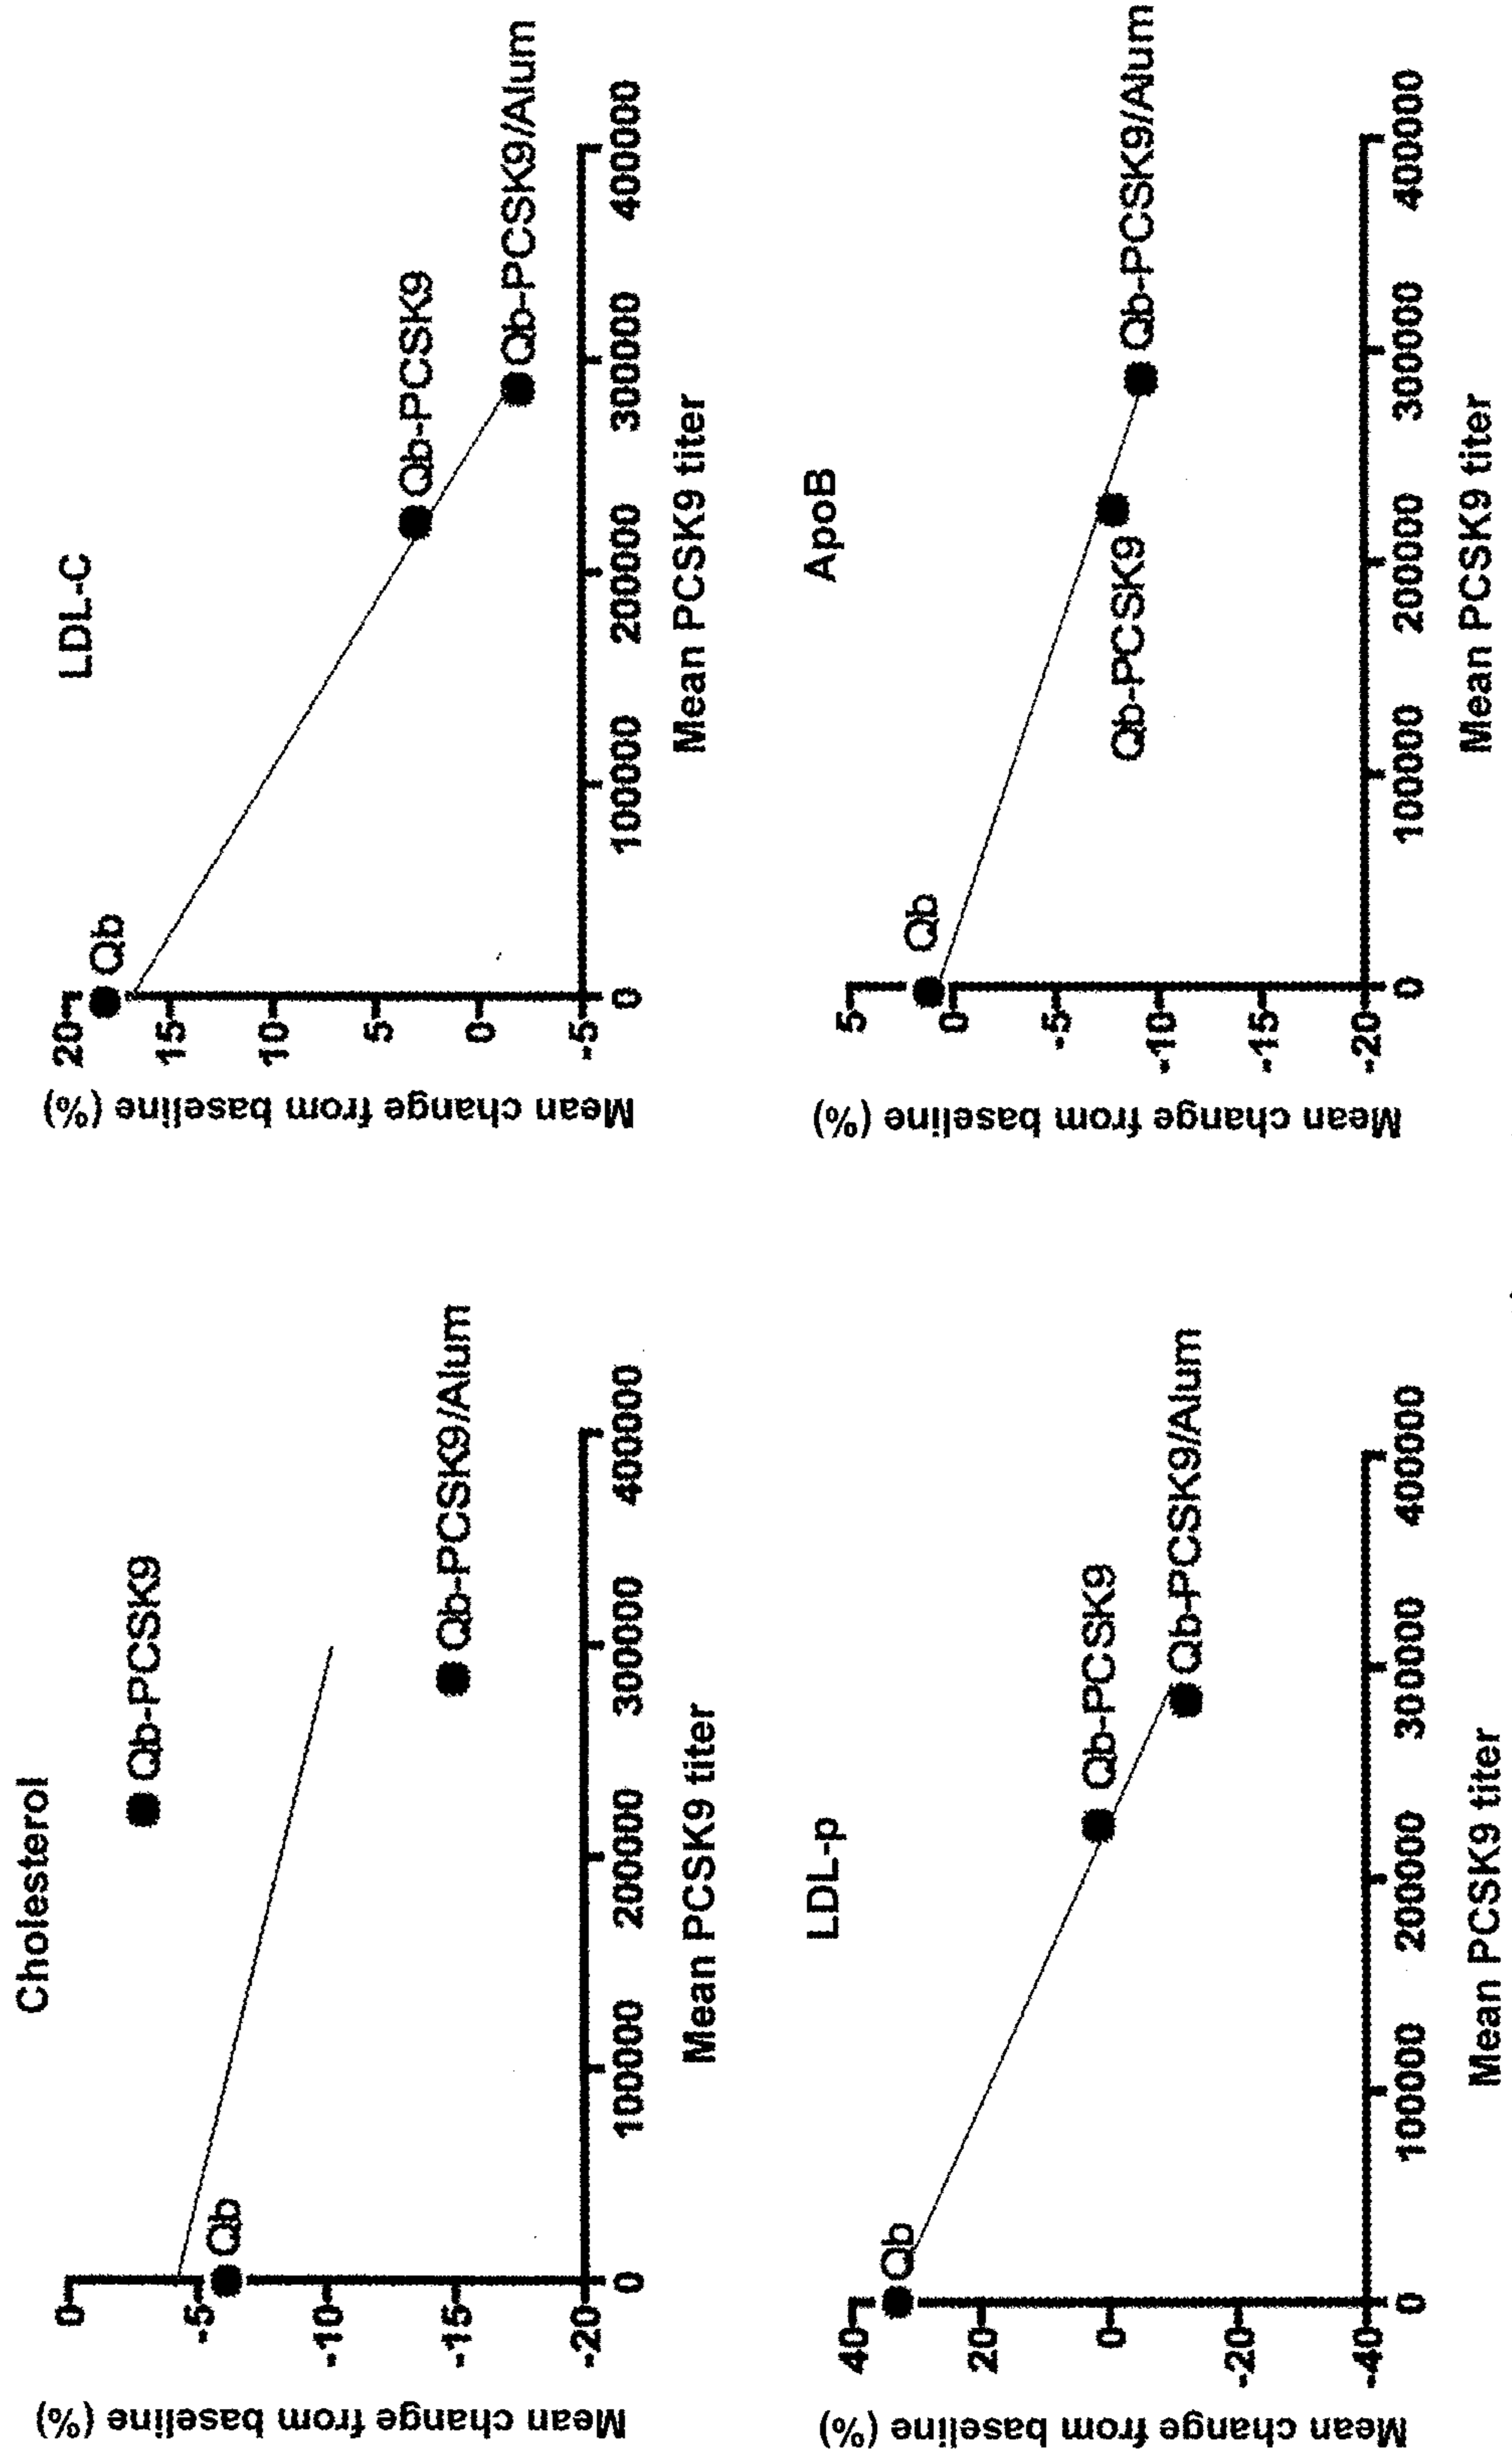 Cholesterol
Mean change from baseline (%)
0
-5
-10
-15
-20
Qb
Qb-PCSK9
Qb-PCSK9/Alum
0 100000 200000 300000 400000
Mean PCSK9 titer
LDL-C
Mean change from baseline (%)
20
15
10
5
0
-5
Qb
Qb-PCSK9
Qb-PCSK9/Alum
0 100000 200000 300000 400000
Mean PCSK9 titer
LDL-p
Mean change from baseline (%)
40
20
0
-20
-40
Qb
Qb-PCSK9
Qb-PCSK9/Alum
0 100000 200000 300000 400000
Mean PCSK9 titer
ApoB
Mean change from baseline (%)
5
0
-5
-10
-15
-20
Qb
Qb-PCSK9
Qb-PCSK9/Alum
0 100000 200000 300000 400000
Mean PCSK9 titer